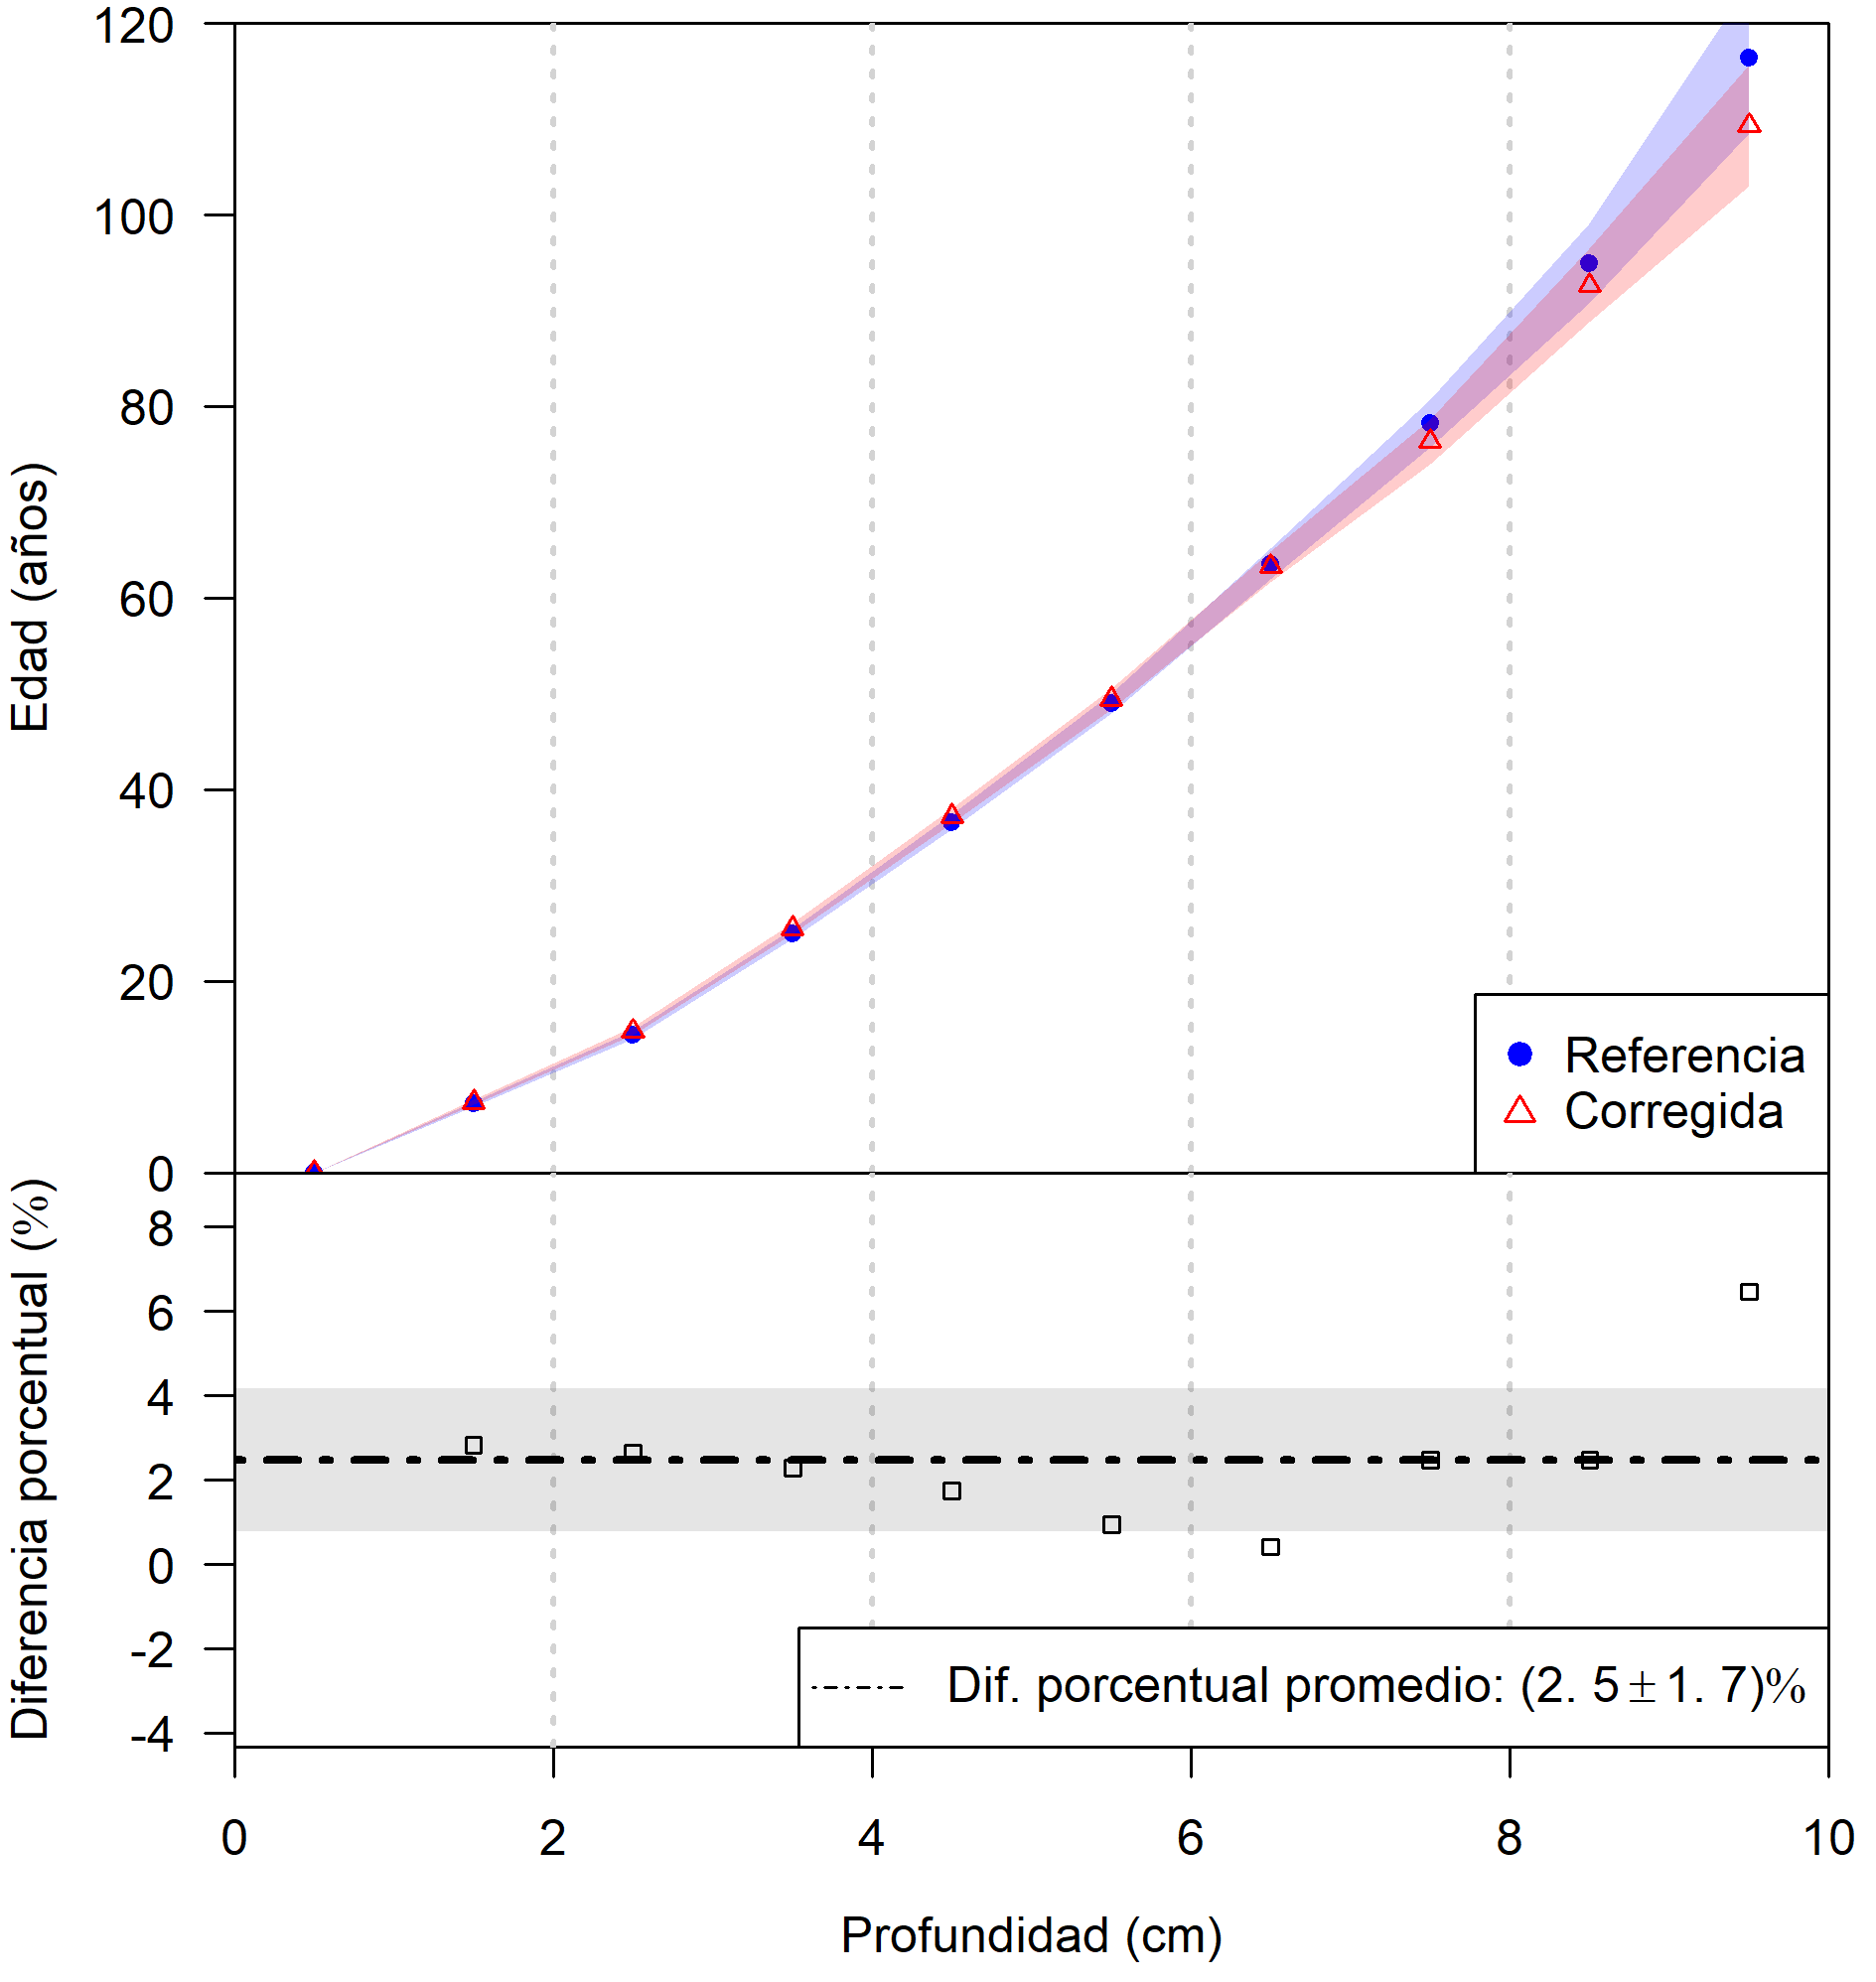 120
100
80
60
40
20
0
Edad (años)
Referencia
Corregida
8
6
4
2
0
-2
-4
Diferencia porcentual (%)
Dif. porcentual promedio: (2. 5 ± 1. 7)%
0 2 4 6 8 10
Profundidad (cm)